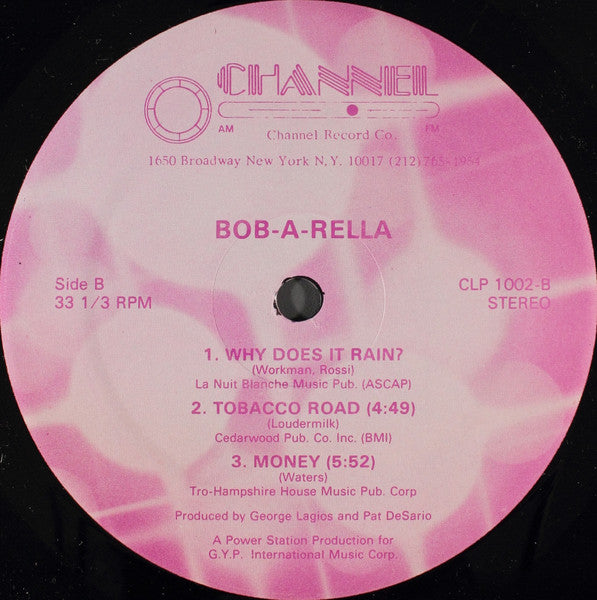 CHANNEL
AM
FM
Channel Record Co.
1650 Broadway New York N.Y. 10017 (212) 765-1954
BOB-A-RELLA
Side B
33 1/3 RPM
CLP 1002-B
STEREO
1. WHY DOES IT RAIN?
(Workman, Rossi)
La Nuit Blanche Music Pub. (ASCAP)
2. TOBACCO ROAD (4:49)
(Loudermilk)
Cedarwood Pub. Co. Inc. (BMI)
3. MONEY (5:52)
(Waters)
Tro-Hampshire House Music Pub. Corp
Produced by George Lagios and Pat DeSario
A Power Station Production for
G.Y.P. International Music Corp.